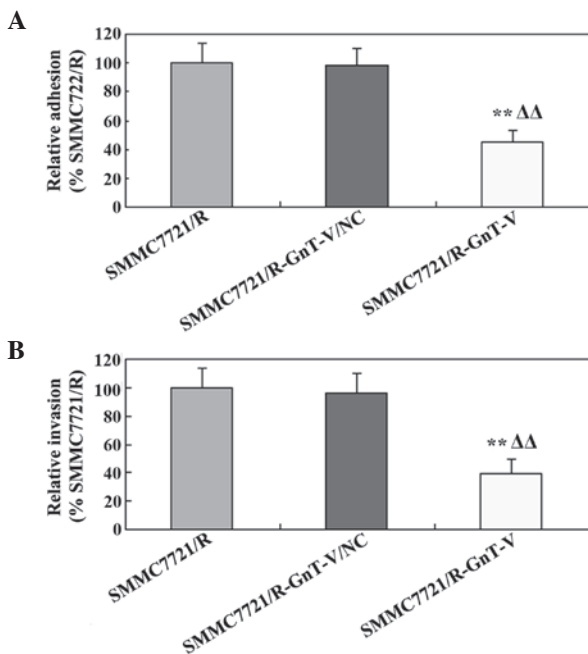 A
Relative adhesion
(% SMMC722/R)
120
100
80
60
40
20
0
** ΔΔ
SMMC7721/R
SMMC7721/R-GnT-V/NC
SMMC7721/R-GnT-V
B
Relative invasion
(% SMMC7721/R)
120
100
80
60
40
20
0
** ΔΔ
SMMC7721/R
SMMC7721/R-GnT-V/NC
SMMC7721/R-GnT-V